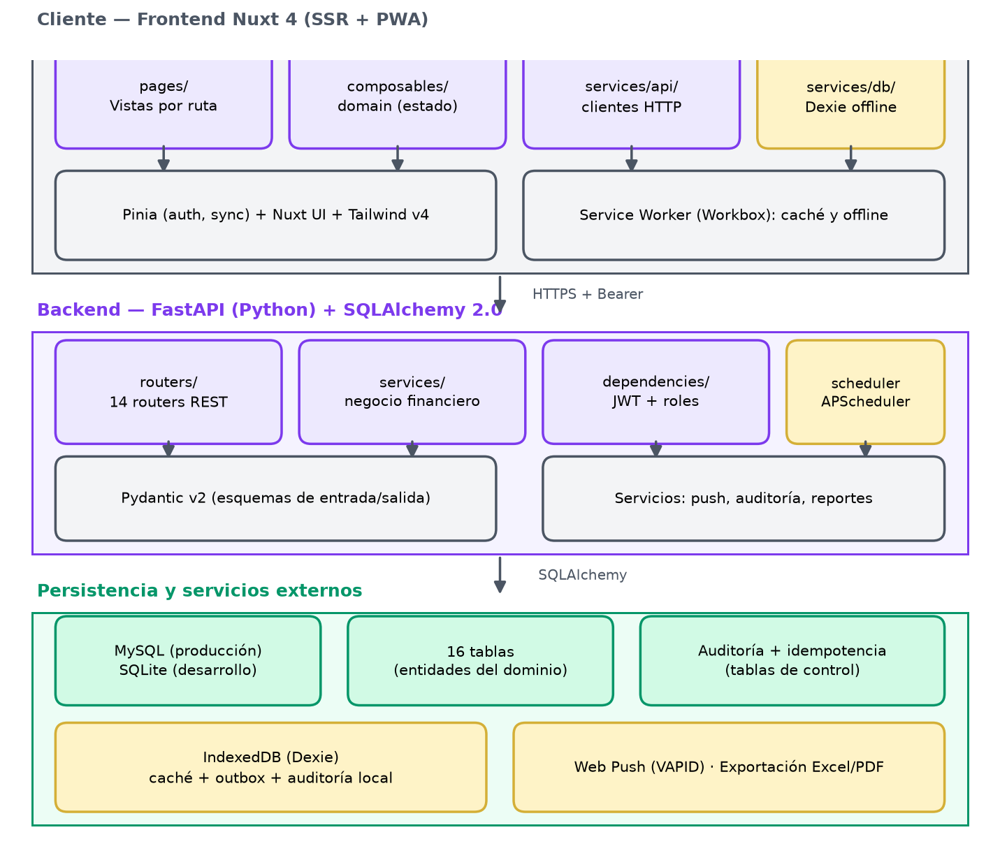 Cliente — Frontend Nuxt 4 (SSR + PWA)
pages/
Vistas por ruta
composables/
domain (estado)
services/api/
clientes HTTP
services/db/
Dexie offline
Pinia (auth, sync) + Nuxt UI + Tailwind v4
Service Worker (Workbox): caché y offline
HTTPS + Bearer
Backend — FastAPI (Python) + SQLAlchemy 2.0
routers/
14 routers REST
services/
negocio financiero
dependencies/
JWT + roles
scheduler
APScheduler
Pydantic v2 (esquemas de entrada/salida)
Servicios: push, auditoría, reportes
SQLAlchemy
Persistencia y servicios externos
MySQL (producción)
SQLite (desarrollo)
16 tablas
(entidades del dominio)
Auditoría + idempotencia
(tablas de control)
IndexedDB (Dexie)
caché + outbox + auditoría local
Web Push (VAPID) · Exportación Excel/PDF